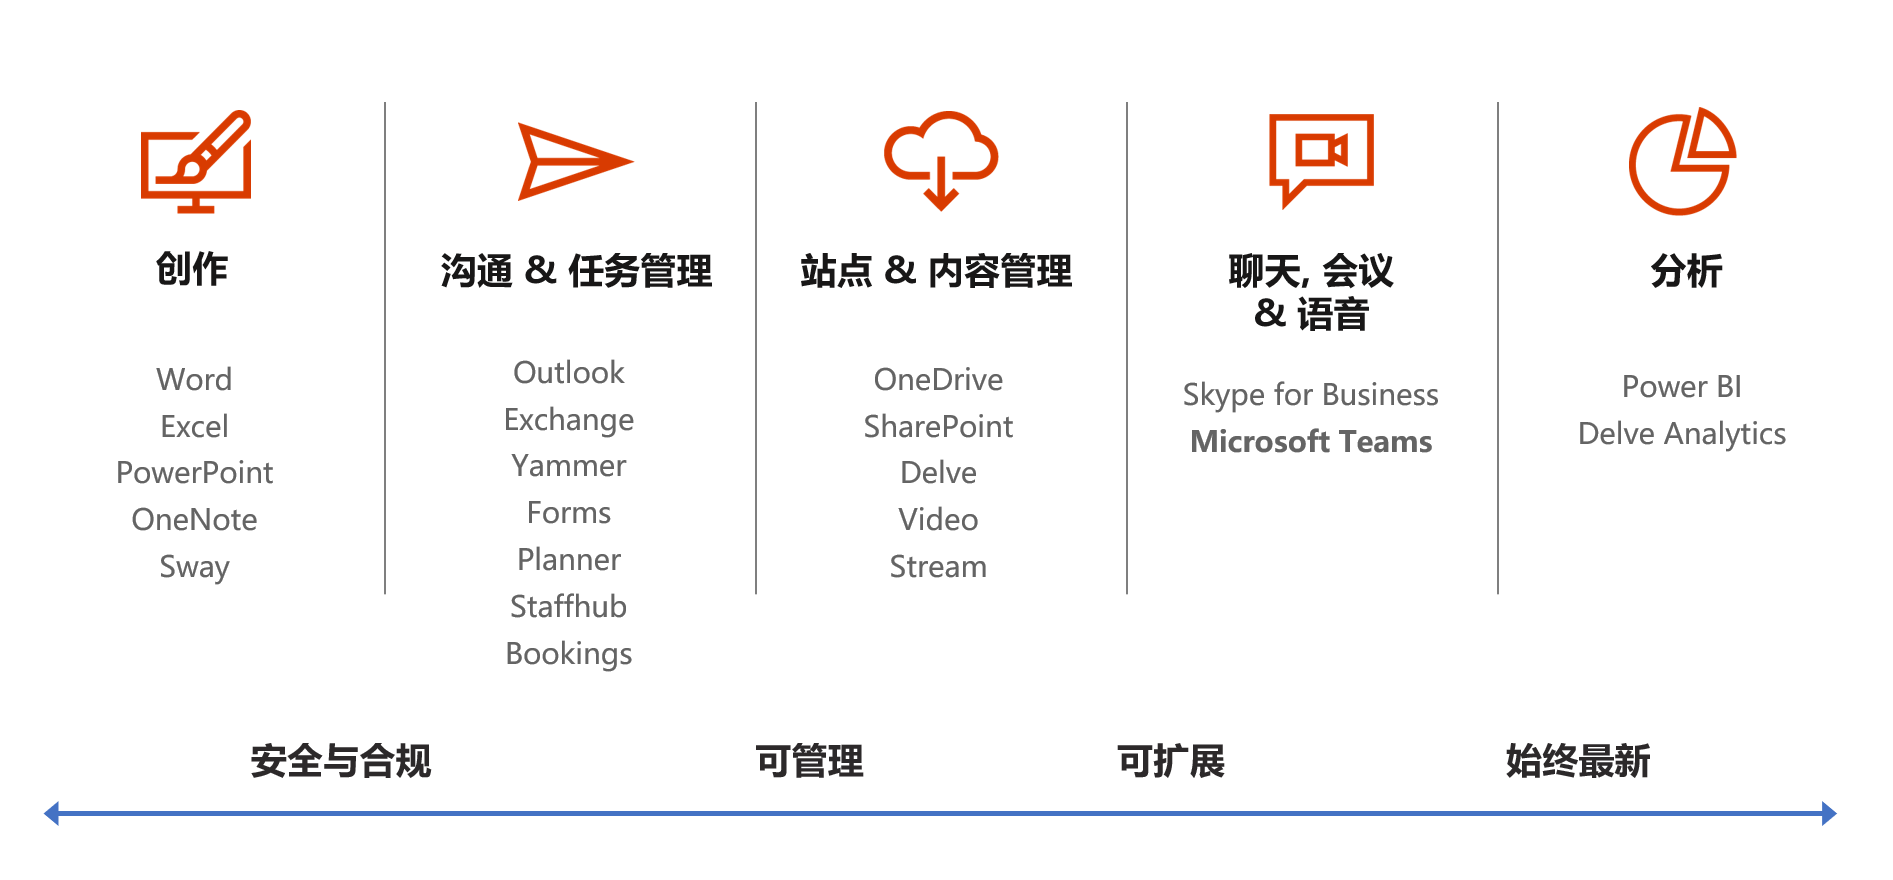 创作
Word
Excel
PowerPoint
OneNote
Sway
沟通 & 任务管理
Outlook
Exchange
Yammer
Forms
Planner
Staffhub
Bookings
站点 & 内容管理
OneDrive
SharePoint
Delve
Video
Stream
聊天, 会议
& 语音
Skype for Business
Microsoft Teams
分析
Power BI
Delve Analytics
安全与合规
可管理
可扩展
始终最新